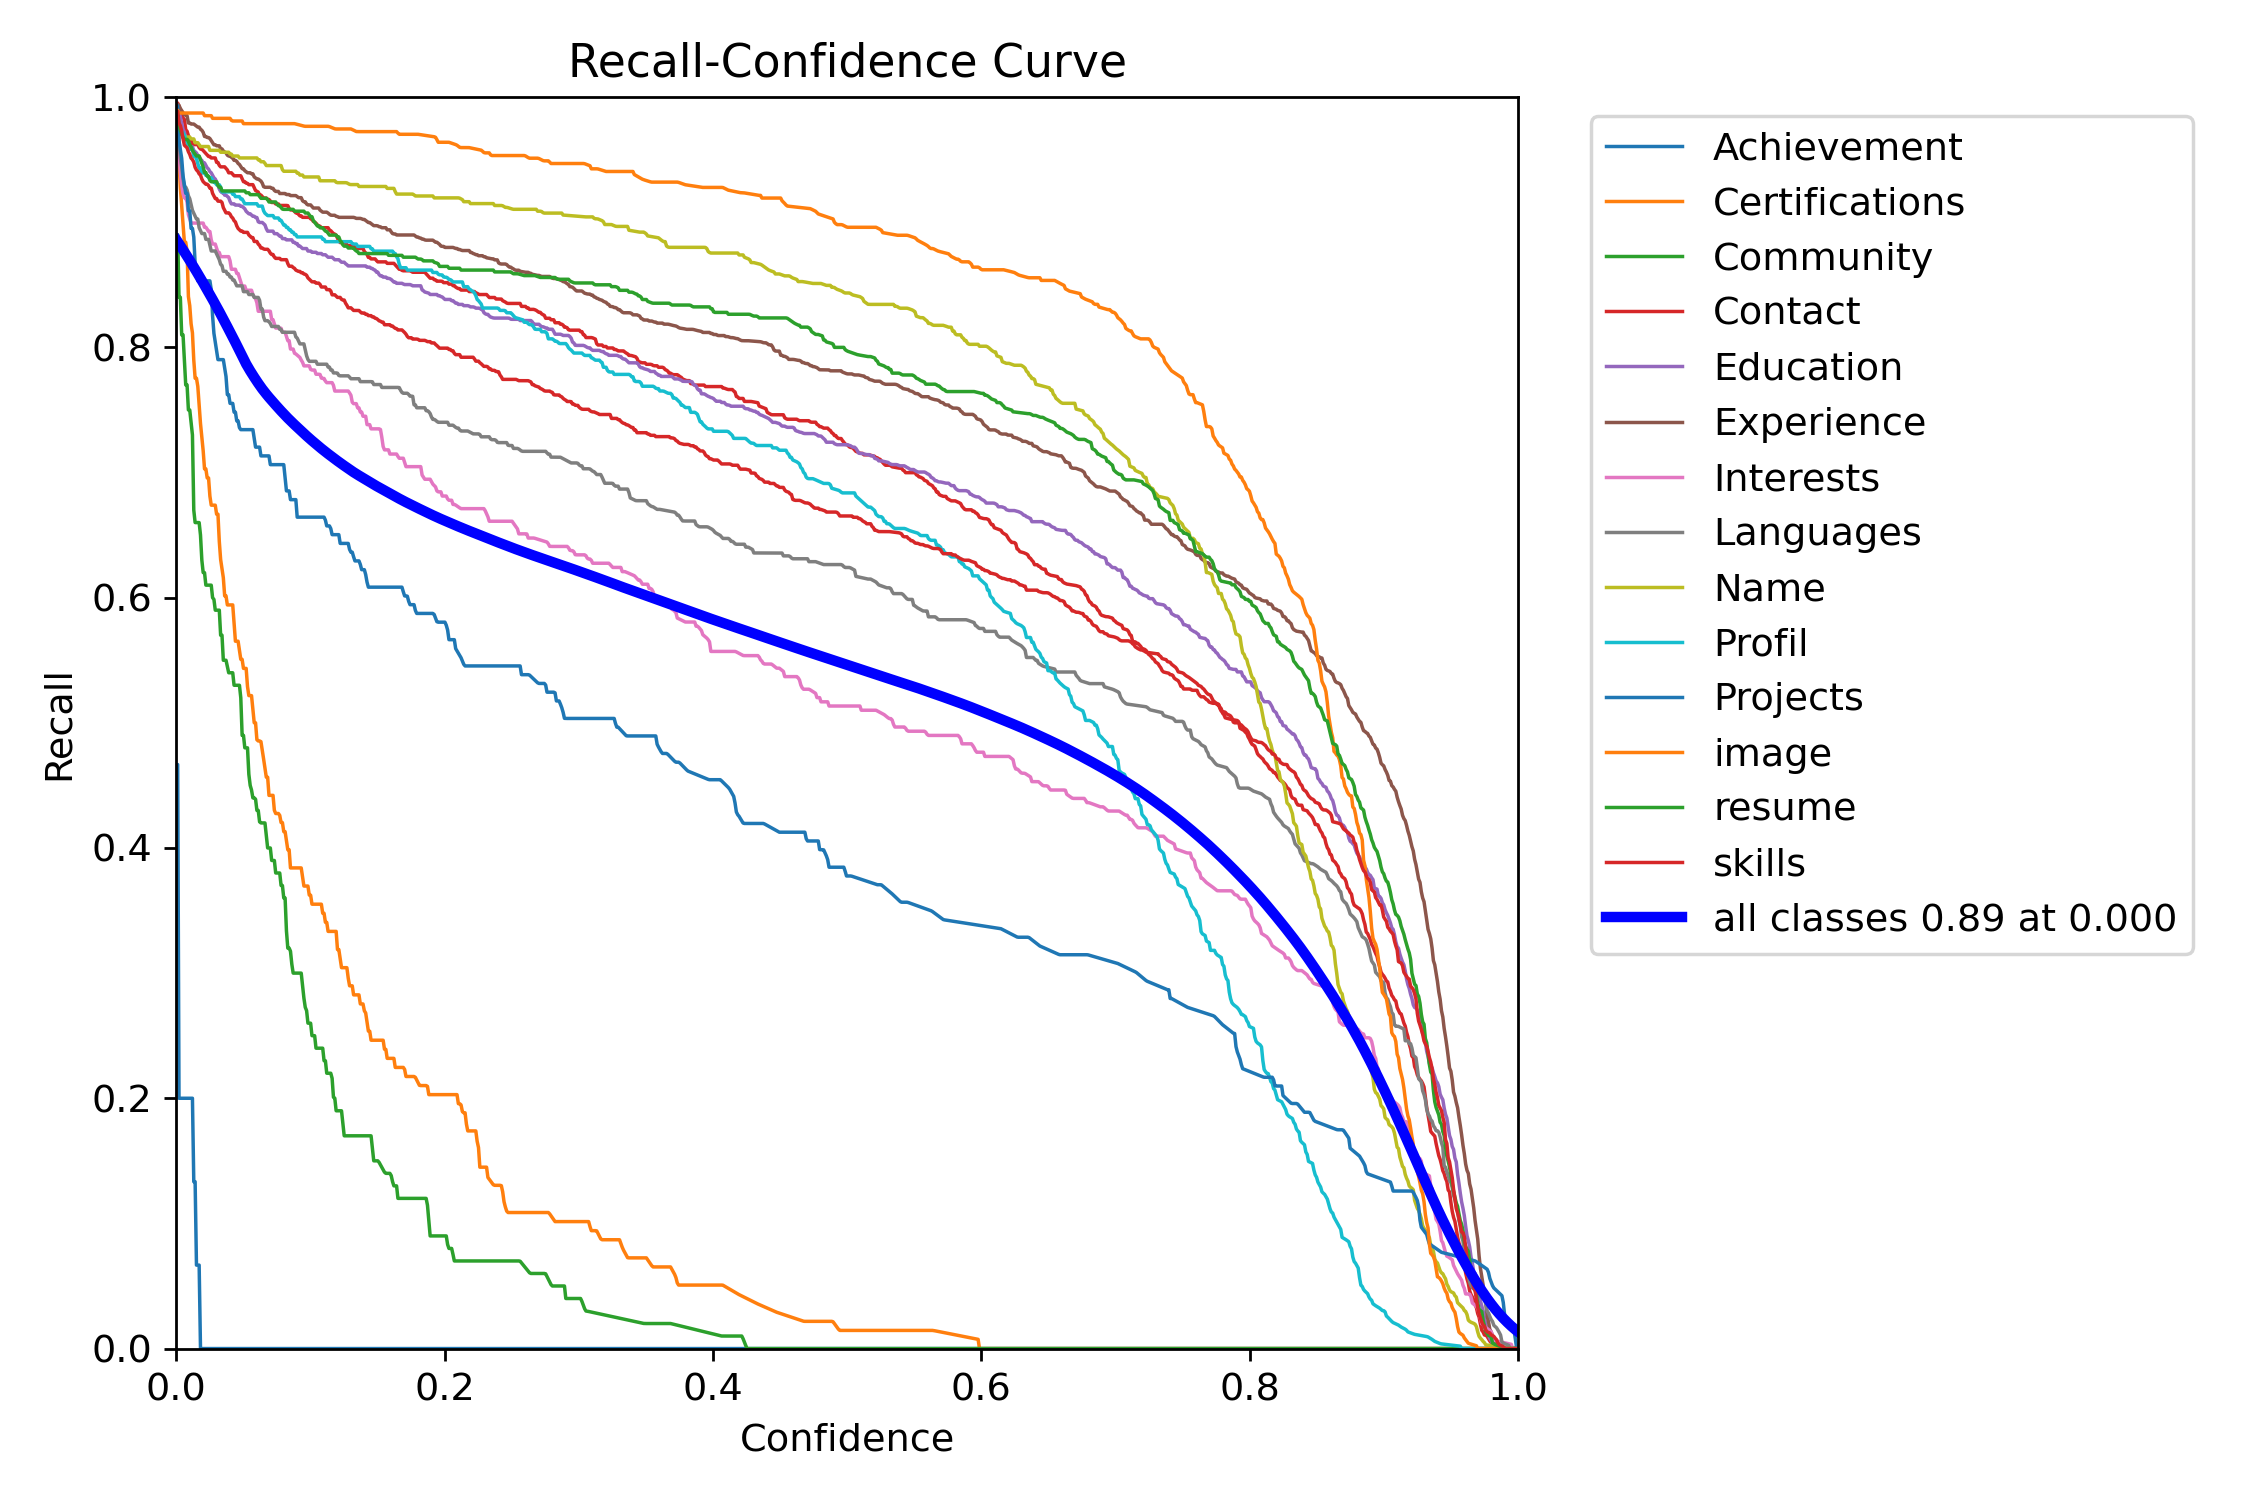 Recall-Confidence Curve
1.0
0.8
0.6
0.4
0.2
0.0
Recall
0.0 0.2 0.4 0.6 0.8 1.0
Confidence
Achievement
Certifications
Community
Contact
Education
Experience
Interests
Languages
Name
Profil
Projects
image
resume
skills
all classes 0.89 at 0.000